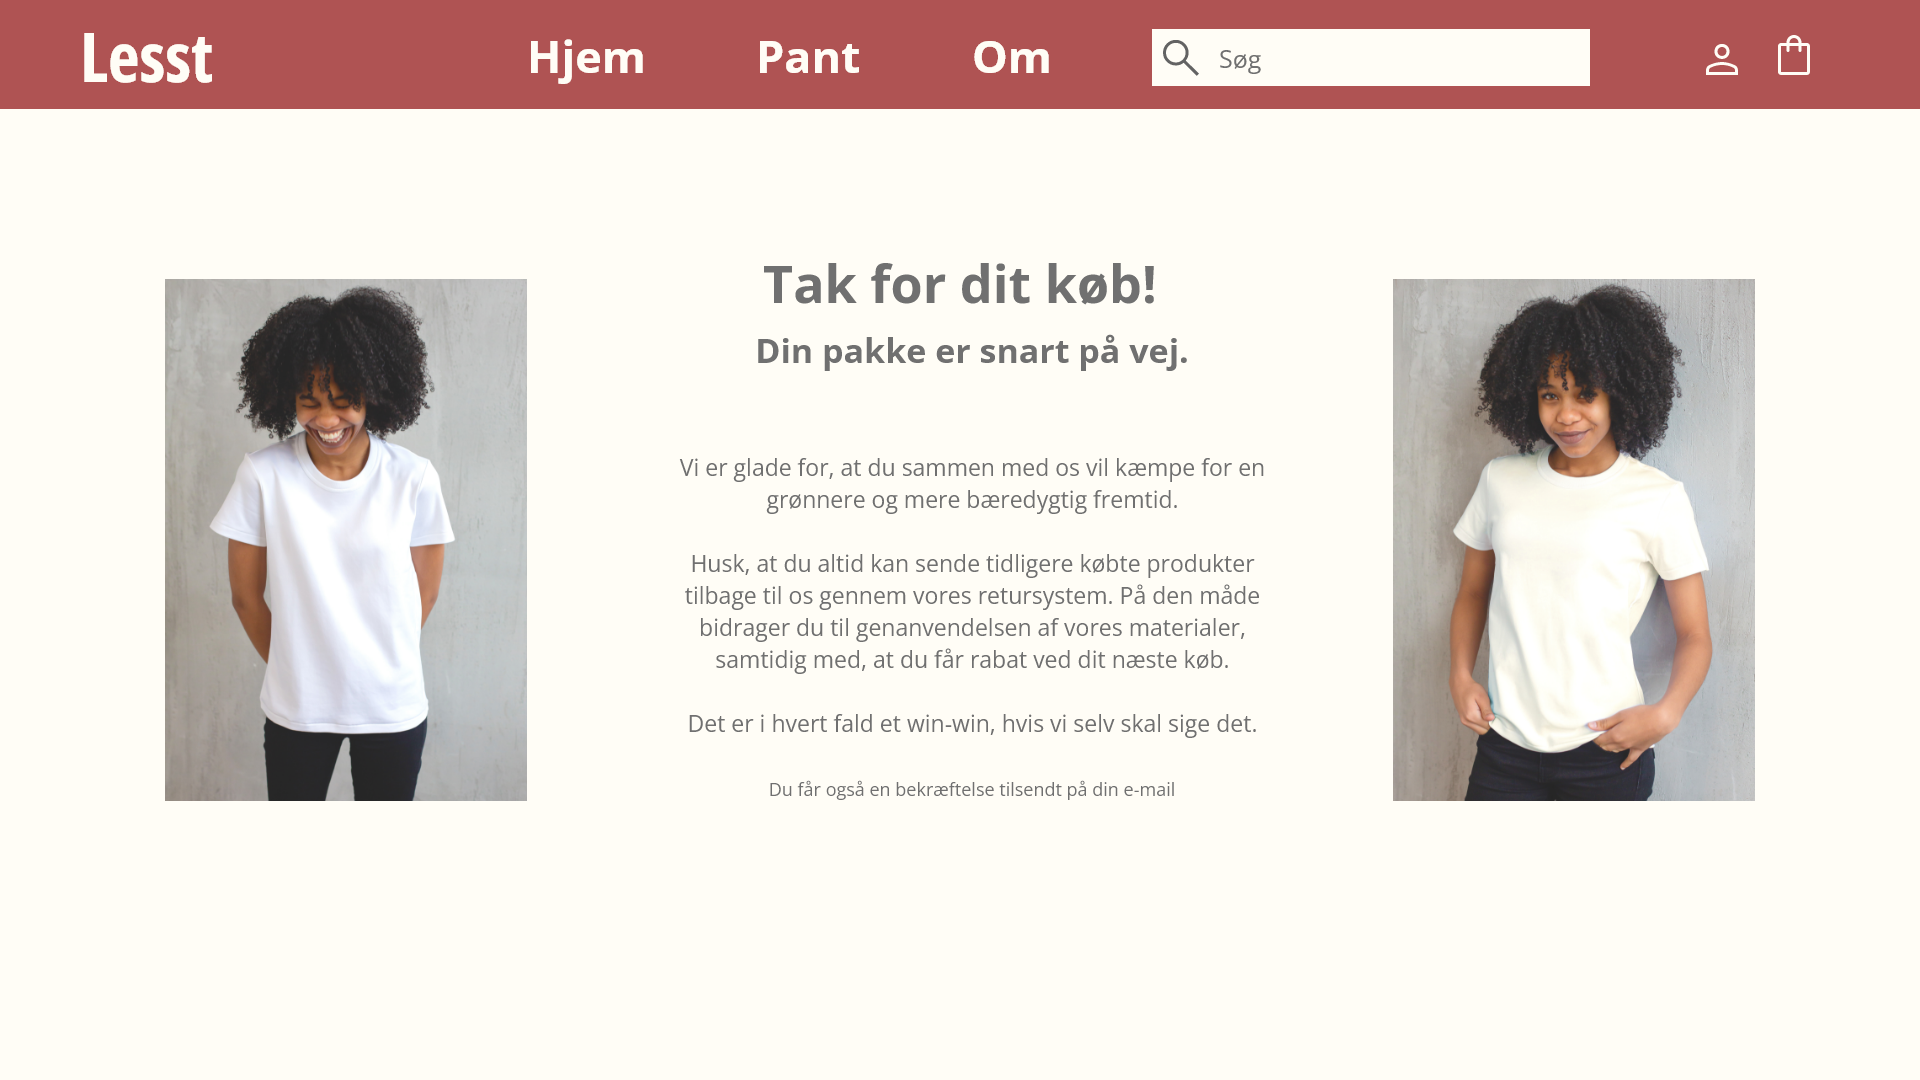 Lesst
Hjem
Pant
Om
Søg
Tak for dit køb!
Din pakke er snart på vej.
Vi er glade for, at du sammen med os vil kæmpe for en
grønnere og mere bæredygtig fremtid.
Husk, at du altid kan sende tidligere købte produkter
tilbage til os gennem vores retursystem. På den måde
bidrager du til genanvendelsen af vores materialer,
samtidig med, at du får rabat ved dit næste køb.
Det er i hvert fald et win-win, hvis vi selv skal sige det.
Du får også en bekræftelse tilsendt på din e-mail